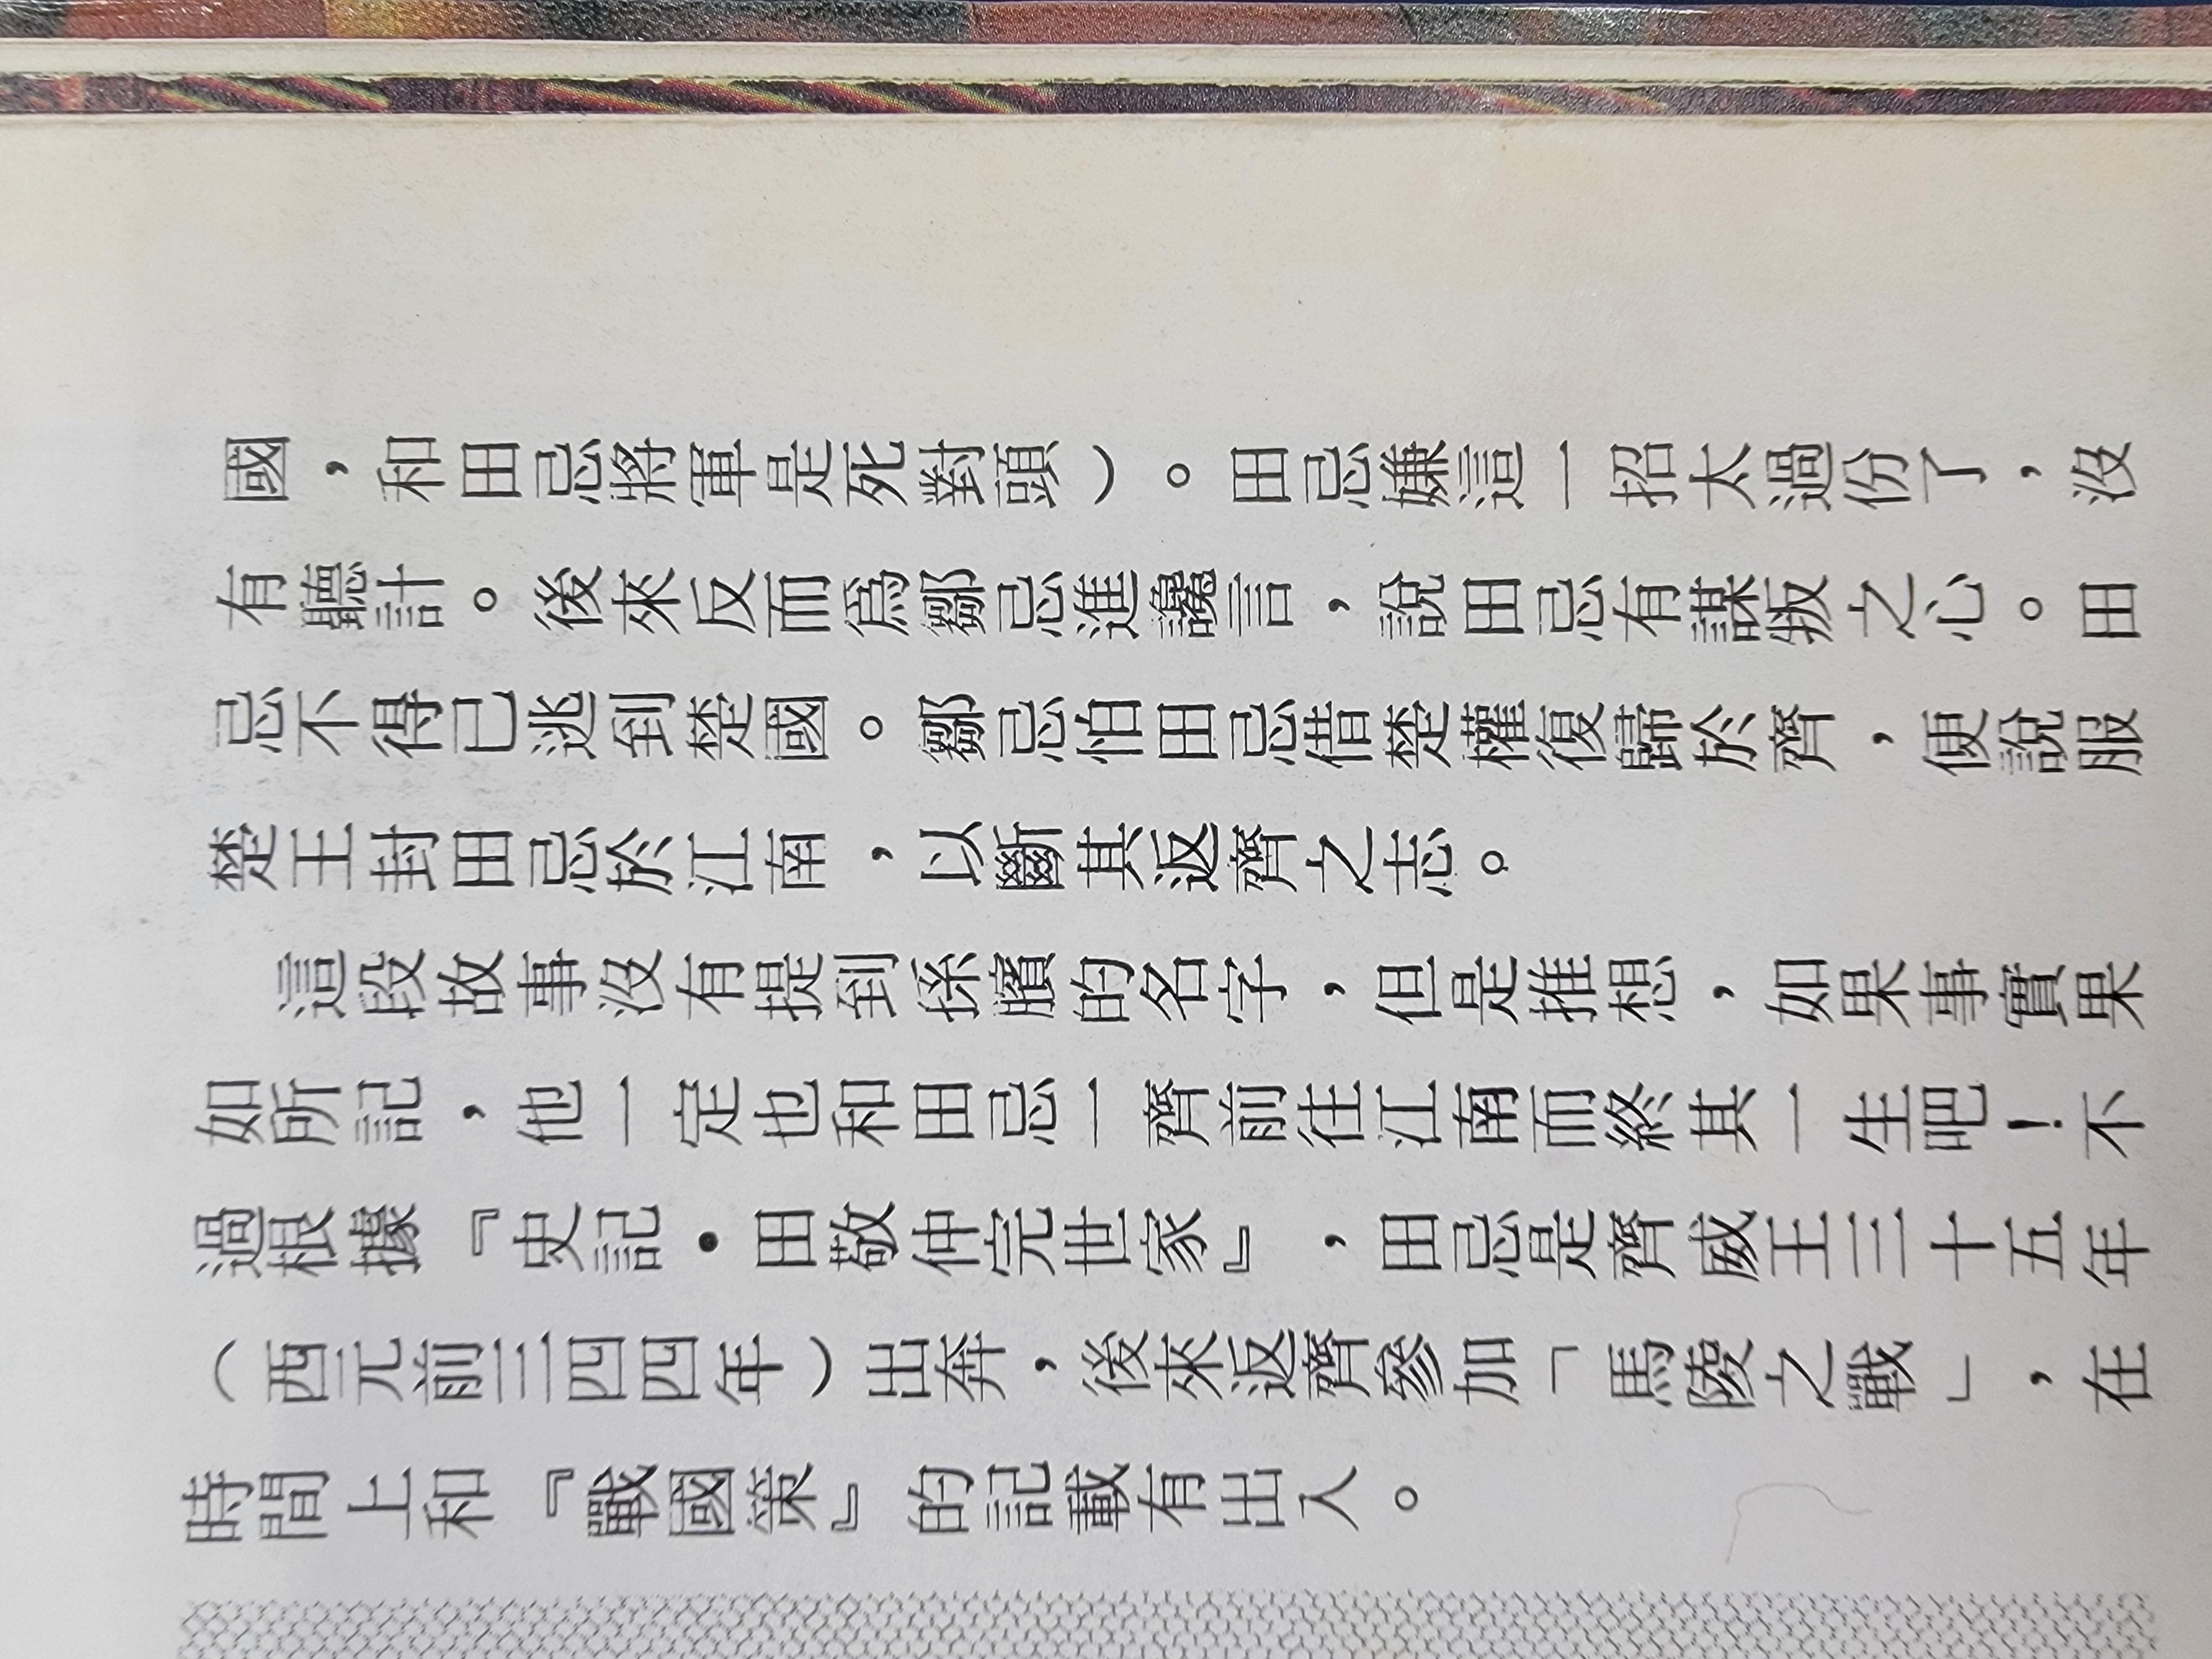 國，和田忌將軍是死對頭）。田忌嫌這一招太過份了，沒
有聽計。後來反而爲鄒忌進讒言，說田忌有謀叛之心。田
忌不得已逃到楚國。鄒忌怕田忌借楚權復歸於齊，便說服
楚王封田忌於江南，以斷其返齊之志。
這段故事沒有提到孫臏的名字，但是推想，如果事實果
如所記，他一定也和田忌一齊前往江南而終其一生吧！不
過根據『史記•田敬仲完世家』，田忌是齊威王三十五年
（西元前三四四年）出奔，後來返齊參加「馬陵之戰」，在
時間上和『戰國策』的記載有出入。